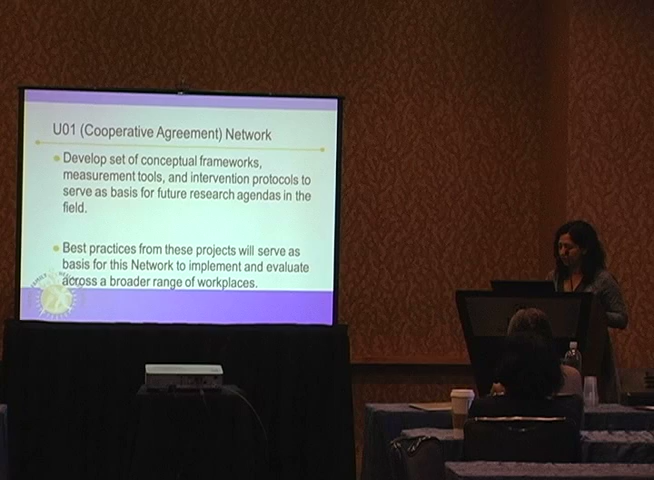 U01 (Cooperative Agreement) Network
Develop set of conceptual frameworks,
measurement tools, and intervention protocols to
serve as basis for future research agendas in the
field.
Best practices from these projects will serve as
basis for this Network to implement and evaluate
across a broader range of workplaces.